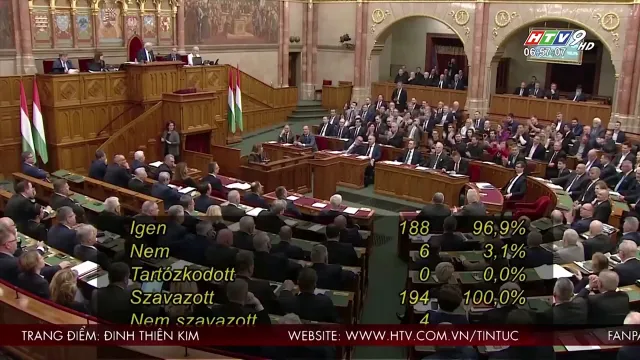 HTV9 HD
06:57:07
Igen 188 96,9%
Nem 6 3,1%
Tartózkodott 0 0,0%
Szavazott 194 100,0%
Nem szavazott 4
TRANG ĐIỂM: ĐINH THIÊN KIM WEBSITE: WWW.HTV.COM.VN/TINTUC FANPA